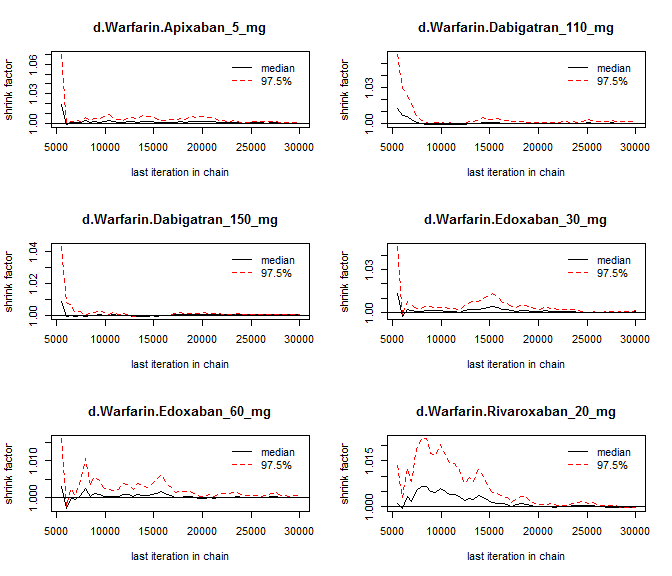 d.Warfarin.Apixaban_5_mg
shrink factor
1.00 1.03 1.06
median
97.5%
5000 10000 15000 20000 25000 30000
last iteration in chain
d.Warfarin.Dabigatran_110_mg
shrink factor
1.00 1.03
median
97.5%
5000 10000 15000 20000 25000 30000
last iteration in chain
d.Warfarin.Dabigatran_150_mg
shrink factor
1.00 1.02 1.04
median
97.5%
5000 10000 15000 20000 25000 30000
last iteration in chain
d.Warfarin.Edoxaban_30_mg
shrink factor
1.00 1.03
median
97.5%
5000 10000 15000 20000 25000 30000
last iteration in chain
d.Warfarin.Edoxaban_60_mg
shrink factor
1.000 1.010
median
97.5%
5000 10000 15000 20000 25000 30000
last iteration in chain
d.Warfarin.Rivaroxaban_20_mg
shrink factor
1.000 1.015
median
97.5%
5000 10000 15000 20000 25000 30000
last iteration in chain